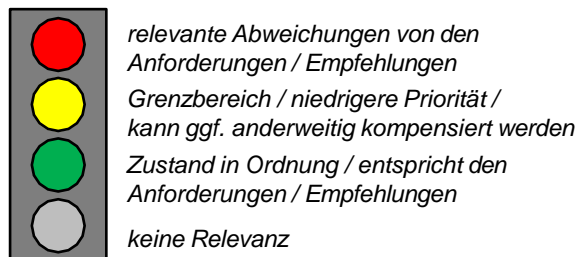 relevante Abweichungen von den
Anforderungen / Empfehlungen
Grenzbereich / niedrigere Priorität /
kann ggf. anderweitig kompensiert werden
Zustand in Ordnung / entspricht den
Anforderungen / Empfehlungen
keine Relevanz